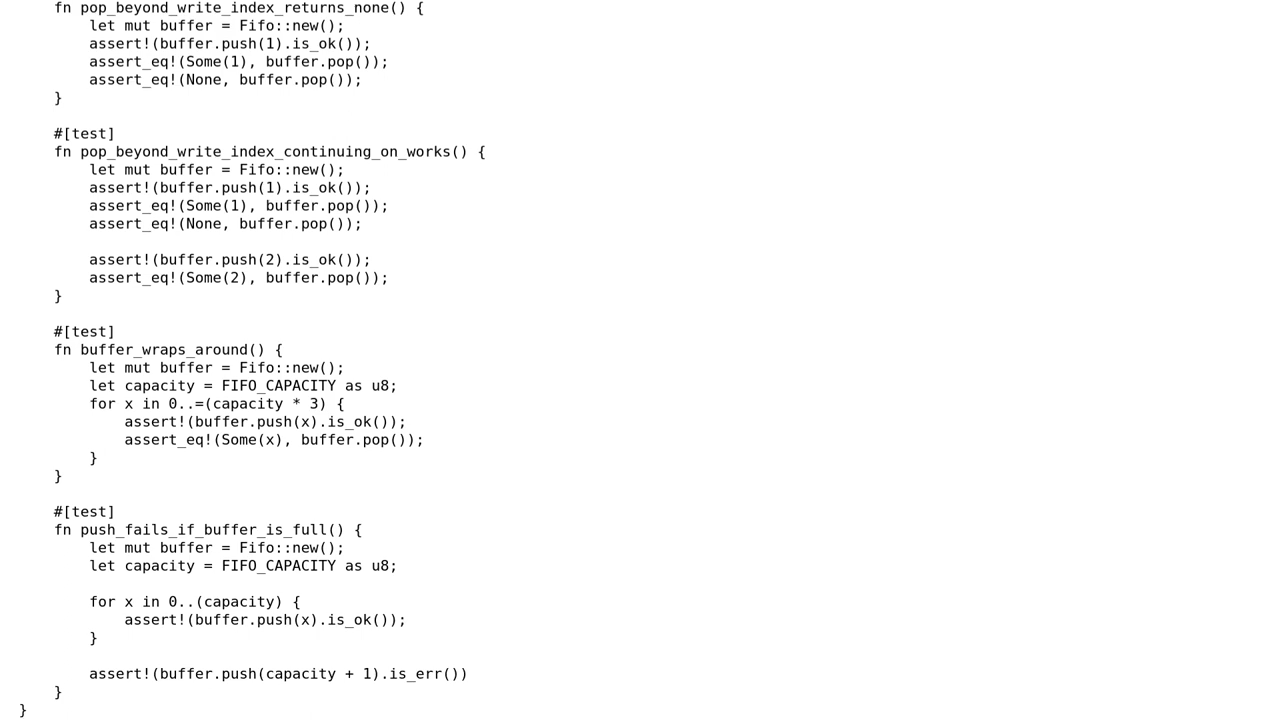 fn pop_beyond_write_index_returns_none() {
        let mut buffer = Fifo::new();
        assert!(buffer.push(1).is_ok());
        assert_eq!(Some(1), buffer.pop());
        assert_eq!(None, buffer.pop());
    }

    #[test]
    fn pop_beyond_write_index_continuing_on_works() {
        let mut buffer = Fifo::new();
        assert!(buffer.push(1).is_ok());
        assert_eq!(Some(1), buffer.pop());
        assert_eq!(None, buffer.pop());

        assert!(buffer.push(2).is_ok());
        assert_eq!(Some(2), buffer.pop());
    }

    #[test]
    fn buffer_wraps_around() {
        let mut buffer = Fifo::new();
        let capacity = FIFO_CAPACITY as u8;
        for x in 0..=(capacity * 3) {
            assert!(buffer.push(x).is_ok());
            assert_eq!(Some(x), buffer.pop());
        }
    }

    #[test]
    fn push_fails_if_buffer_is_full() {
        let mut buffer = Fifo::new();
        let capacity = FIFO_CAPACITY as u8;

        for x in 0..(capacity) {
            assert!(buffer.push(x).is_ok());
        }

        assert!(buffer.push(capacity + 1).is_err())
    }
}